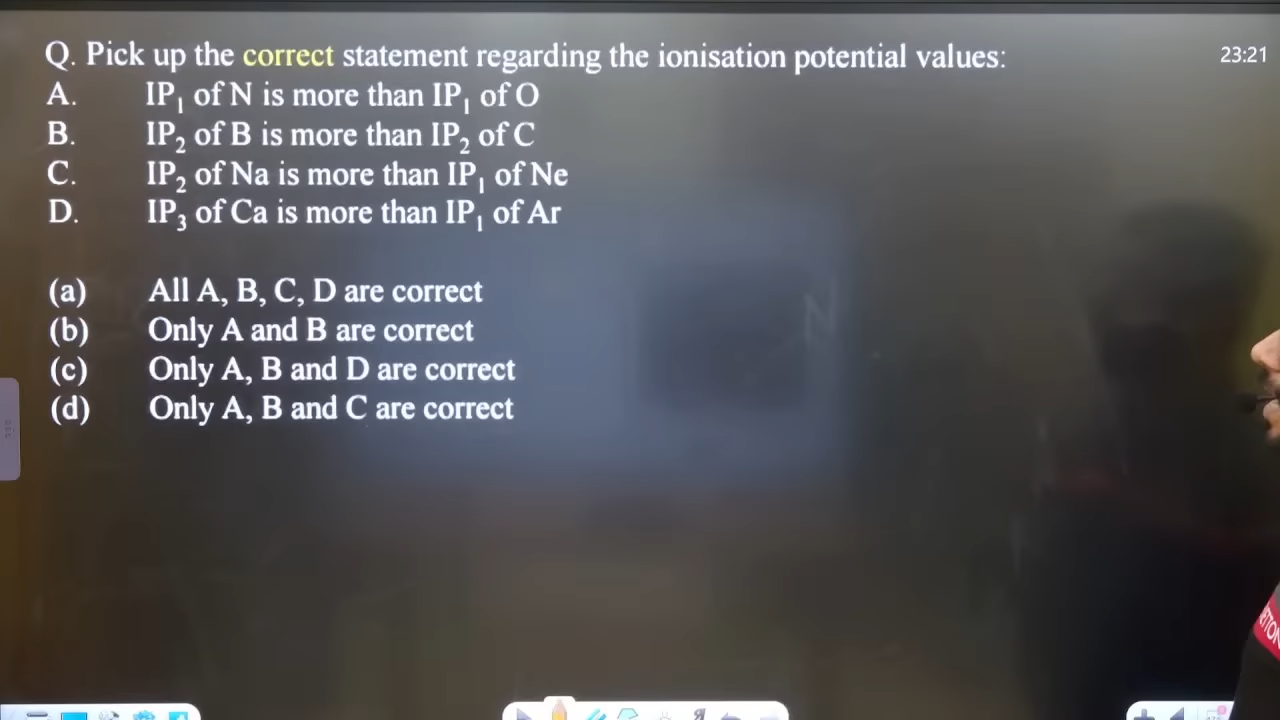 Q. Pick up the correct statement regarding the ionisation potential values:
23:21
A. IP₁ of N is more than IP₁ of O
B. IP₂ of B is more than IP₂ of C
C. IP₂ of Na is more than IP₁ of Ne
D. IP₃ of Ca is more than IP₁ of Ar
(a) All A, B, C, D are correct
(b) Only A and B are correct
(c) Only A, B and D are correct
(d) Only A, B and C are correct
N